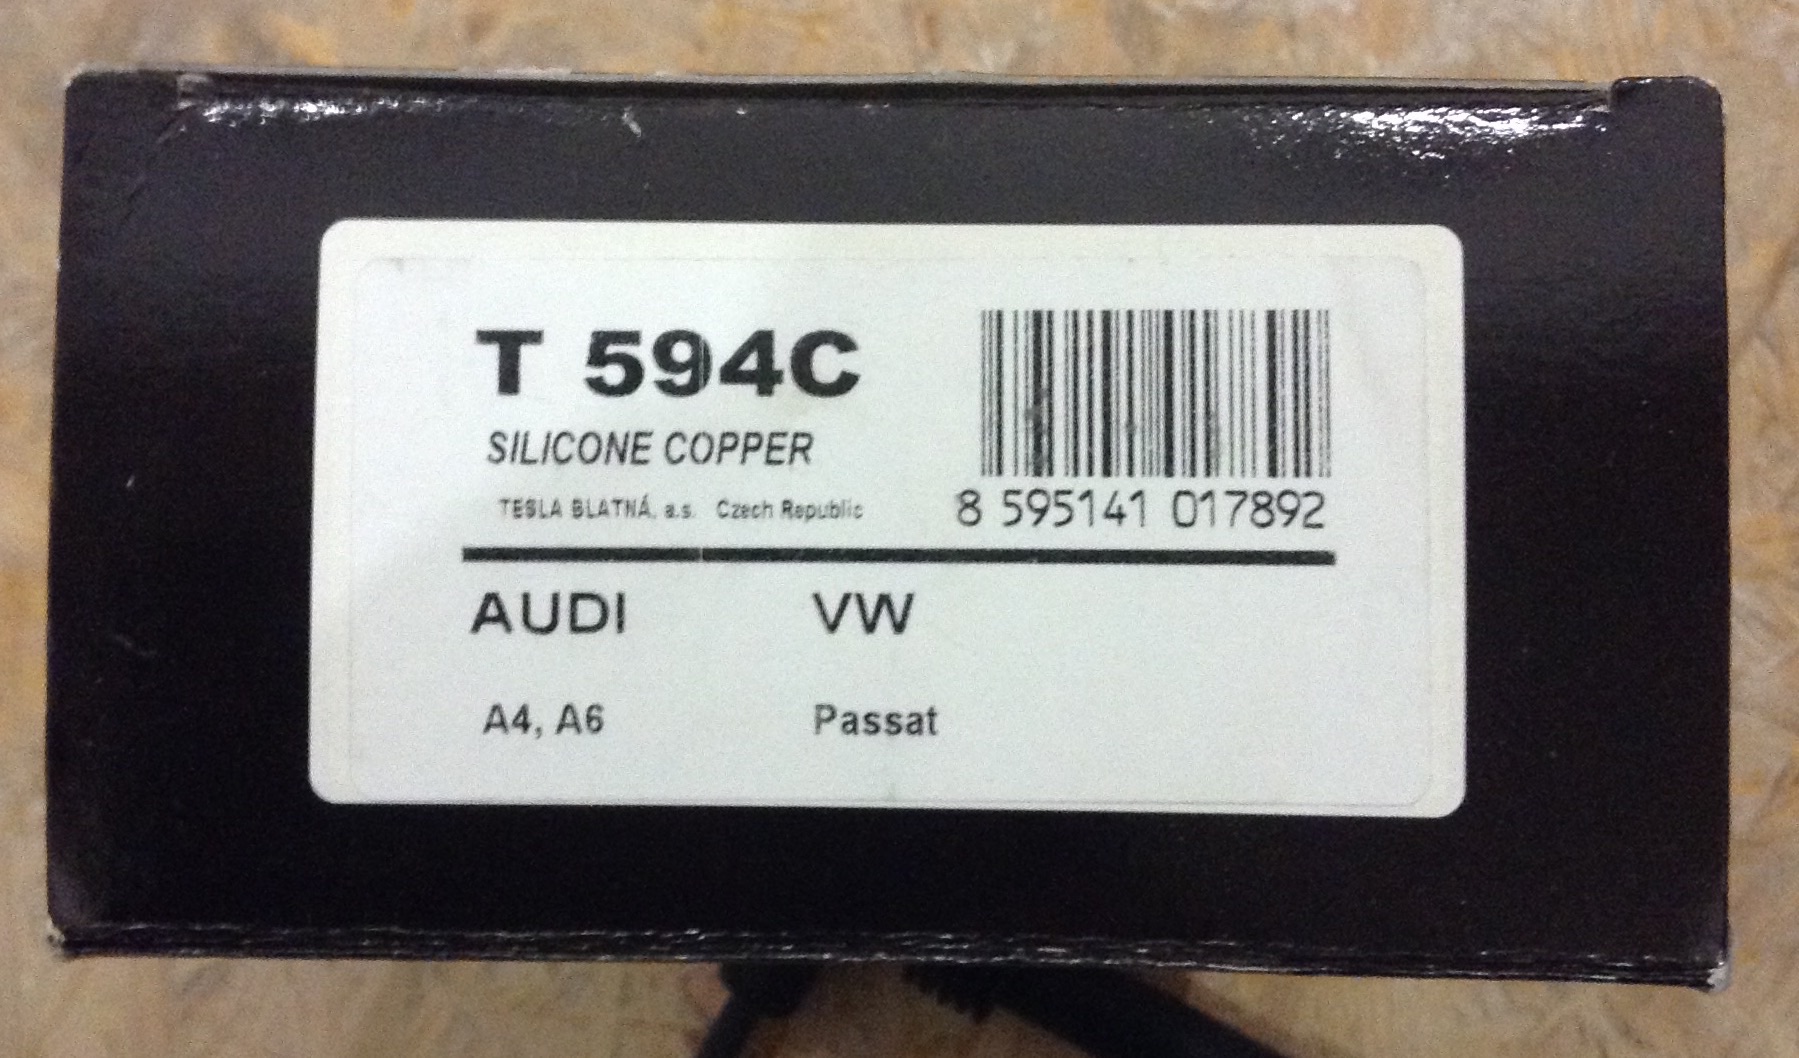 T 594C
SILICONE COPPER
TESLA BLATNÁ, a.s. Czech Republic
8 595141 017892
AUDI VW
A4, A6 Passat